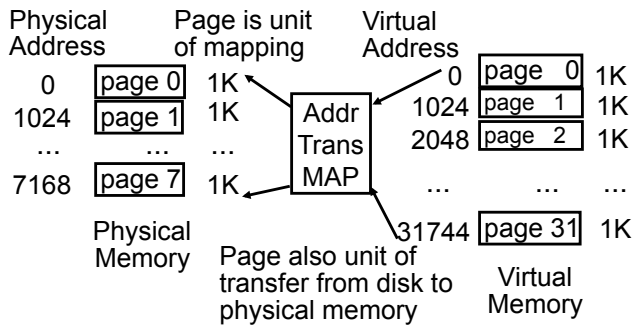 Physical
Address
Page is unit
of mapping
Virtual
Address
0 page 0 1K
1024 page 1 1K
... ... ...
7168 page 7 1K
Physical
Memory
Addr
Trans
MAP
0 page 0 1K
1024 page 1 1K
2048 page 2 1K
... ... ...
31744 page 31 1K
Page also unit of
transfer from disk to
physical memory
Virtual
Memory